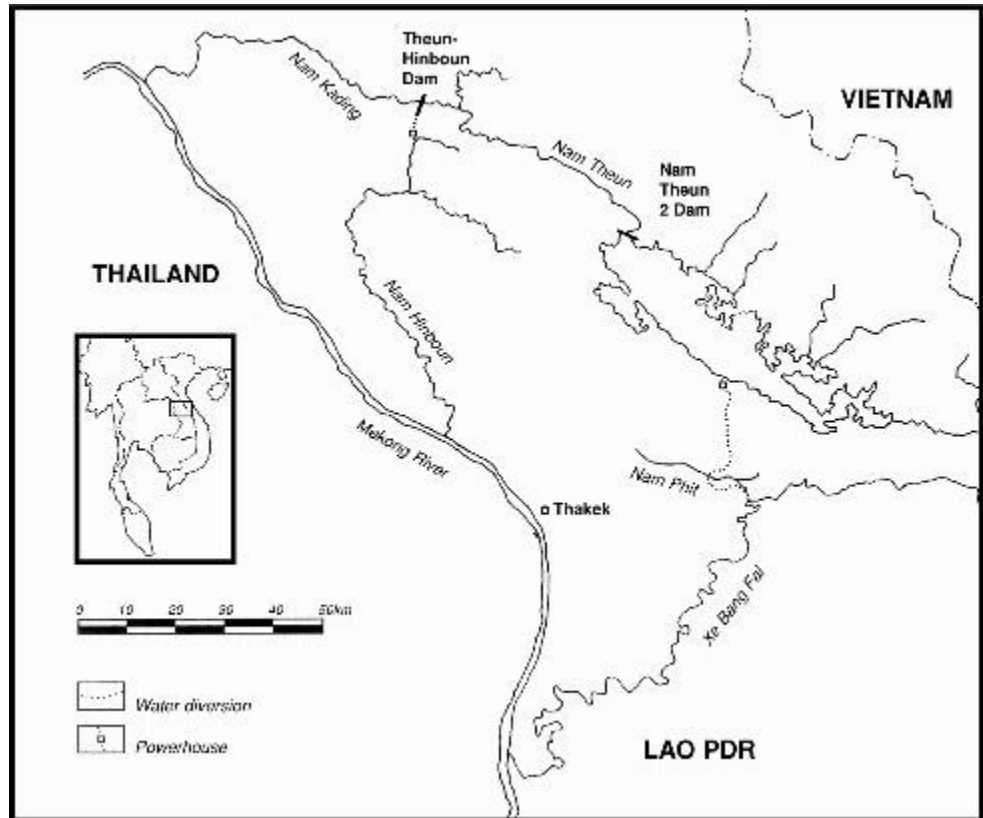 Theun-
Hinboun
Dam
Nam Kading
VIETNAM
Nam Theun
Nam
Theun
2 Dam
THAILAND
Nam Hinboun
Mekong River
Nam Phit
Thakek
Xe Bang Fai
0 10 20 30 40 50km
Water diversion
Powerhouse
LAO PDR